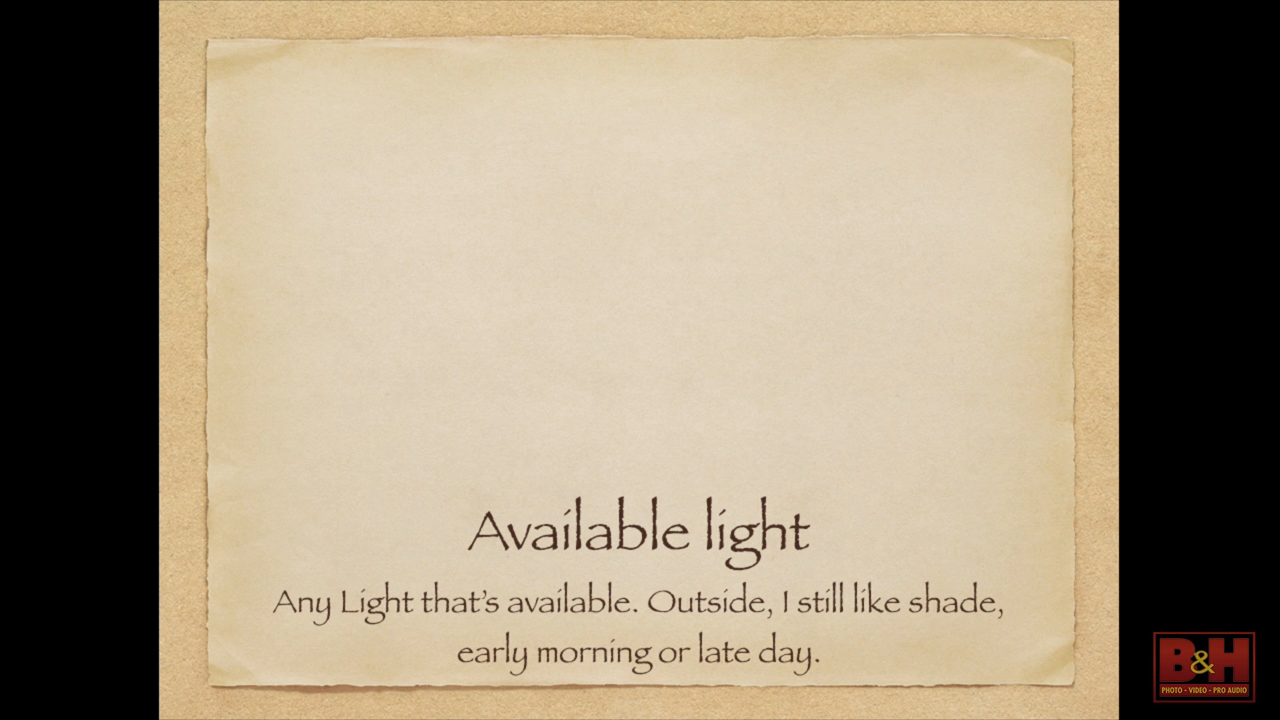 Available light
Any Light that's available. Outside, I still like shade,
early morning or late day.
B&H
PHOTO - VIDEO - PRO AUDIO